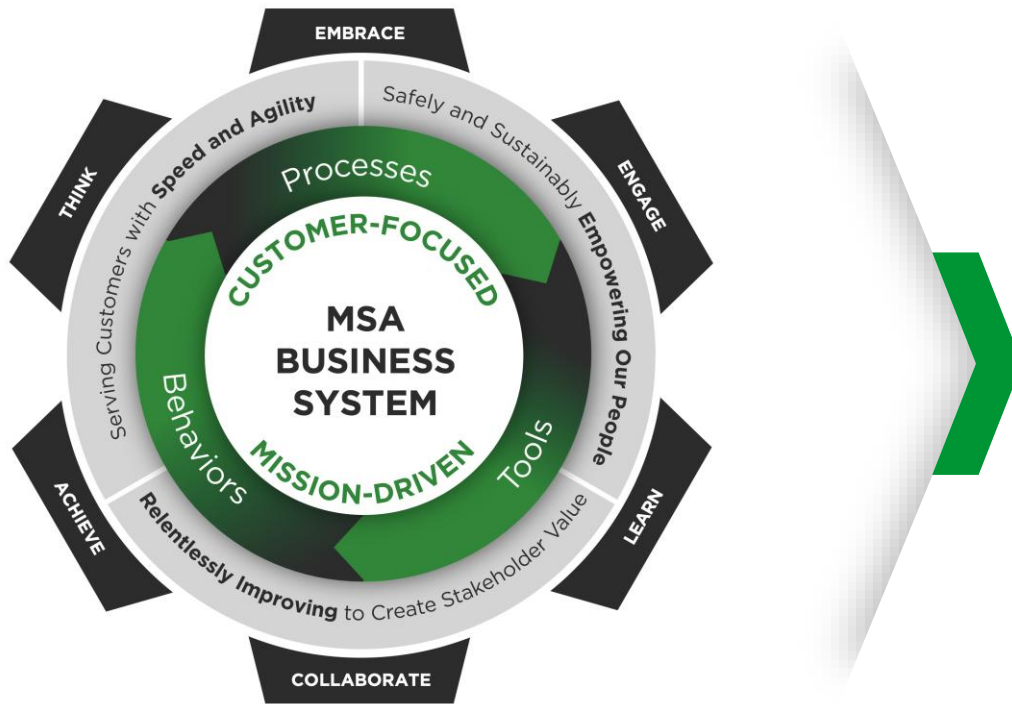 EMBRACE
ENGAGE
LEARN
COLLABORATE
ACHIEVE
THINK
Serving Customers with Speed and Agility
Safely and Sustainably Empowering Our People
Relentlessly Improving to Create Stakeholder Value
Processes
Tools
Behaviors
CUSTOMER-FOCUSED
MSA
BUSINESS
SYSTEM
MISSION-DRIVEN